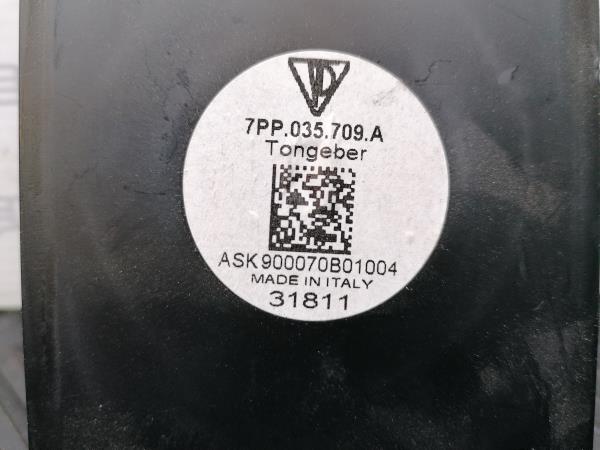 7PP.035.709.A
Tongeber
ASK900070B01004
MADE IN ITALY
31811